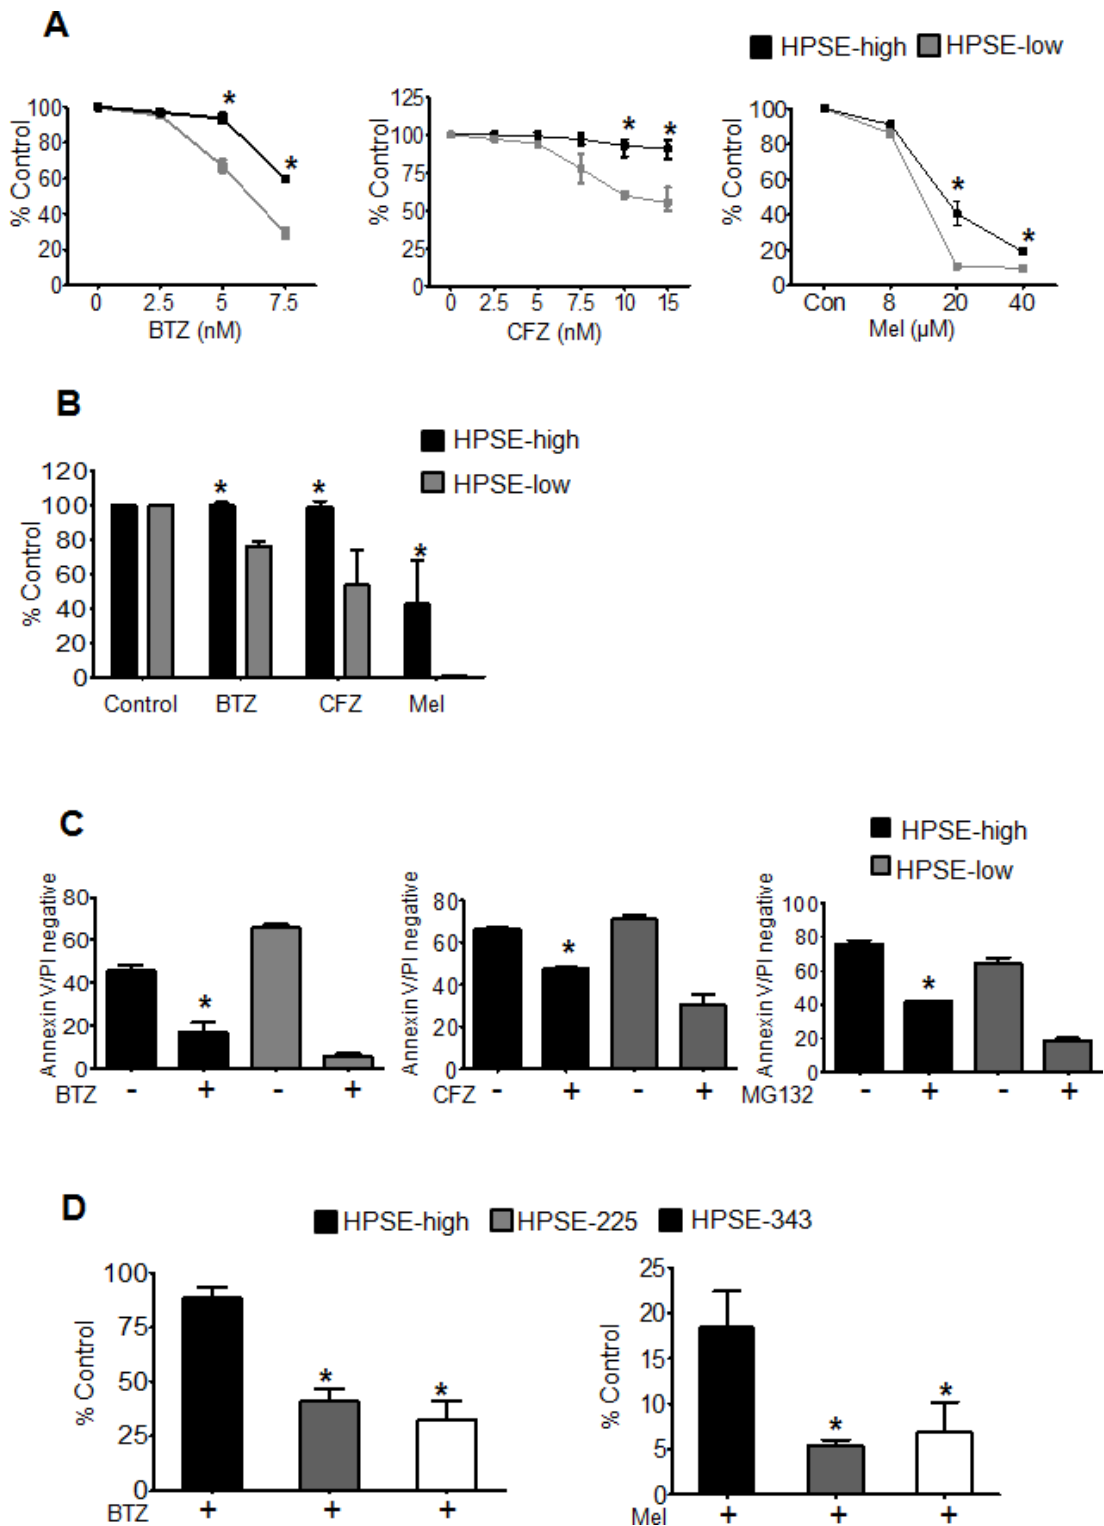 A
HPSE-high HPSE-low
% Control
100
80
60
40
20
0
0 2.5 5 7.5
BTZ (nM)
* *
% Control
125
100
75
50
25
0
0 2.5 5 7.5 10 15
CFZ (nM)
* *
% Control
100
80
60
40
20
0
Con 8 20 40
Mel (µM)
* *
B
HPSE-high
HPSE-low
% Control
120
100
80
60
40
20
0
* * *
Control BTZ CFZ Mel
C
HPSE-high
HPSE-low
Annexin V/PI negative
80
60
40
20
0
*
BTZ - + - +
Annexin V/PI negative
80
60
40
20
0
*
CFZ - + - +
Annexin V/PI negative
100
80
60
40
20
0
*
MG132 - + - +
D
HPSE-high HPSE-225 HPSE-343
% Control
100
75
50
25
0
* *
BTZ + + +
% Control
25
20
15
10
5
0
* *
Mel + + +